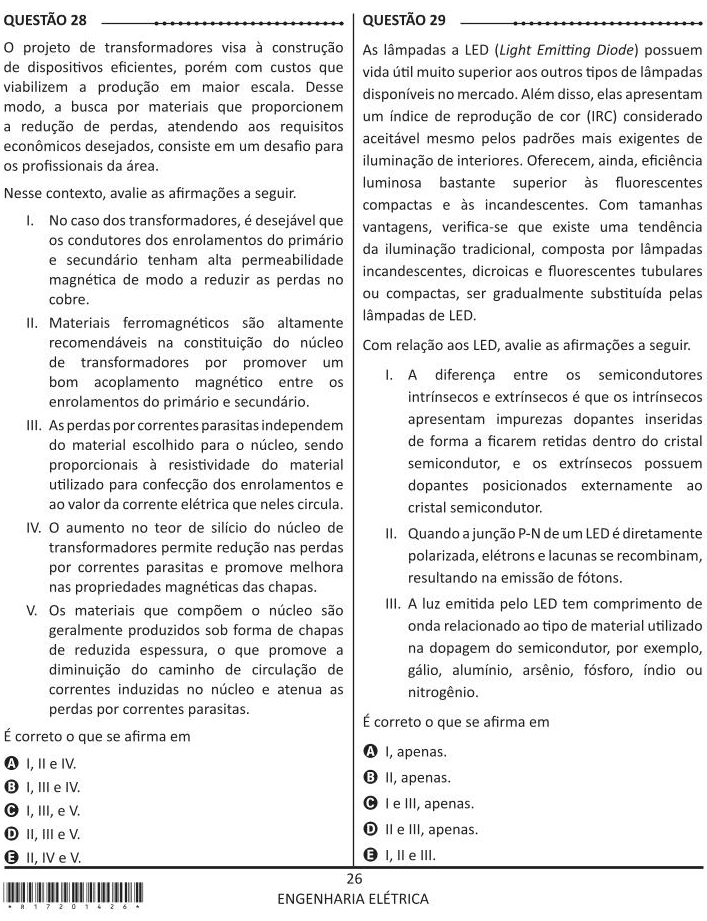 QUESTÃO 28
O projeto de transformadores visa à construção
de dispositivos eficientes, porém com custos que
viabilizem a produção em maior escala. Desse
modo, a busca por materiais que proporcionem
a redução de perdas, atendendo aos requisitos
econômicos desejados, consiste em um desafio para
os profissionais da área.
Nesse contexto, avalie as afirmações a seguir.
I. No caso dos transformadores, é desejável que
os condutores dos enrolamentos do primário
e secundário tenham alta permeabilidade
magnética de modo a reduzir as perdas no
cobre.
II. Materiais ferromagnéticos são altamente
recomendáveis na constituição do núcleo
de transformadores por promover um
bom acoplamento magnético entre os
enrolamentos do primário e secundário.
III. As perdas por correntes parasitas independem
do material escolhido para o núcleo, sendo
proporcionais à resistividade do material
utilizado para confecção dos enrolamentos e
ao valor da corrente elétrica que neles circula.
IV. O aumento no teor de silício do núcleo de
transformadores permite redução nas perdas
por correntes parasitas e promove melhora
nas propriedades magnéticas das chapas.
V. Os materiais que compõem o núcleo são
geralmente produzidos sob forma de chapas
de reduzida espessura, o que promove a
diminuição do caminho de circulação de
correntes induzidas no núcleo e atenua as
perdas por correntes parasitas.
É correto o que se afirma em
A I, II e IV.
B I, III e IV.
C I, III, e V.
D II, III e V.
E II, IV e V.
QUESTÃO 29
As lâmpadas a LED (Light Emitting Diode) possuem
vida útil muito superior aos outros tipos de lâmpadas
disponíveis no mercado. Além disso, elas apresentam
um índice de reprodução de cor (IRC) considerado
aceitável mesmo pelos padrões mais exigentes de
iluminação de interiores. Oferecem, ainda, eficiência
luminosa bastante superior às fluorescentes
compactas e às incandescentes. Com tamanhas
vantagens, verifica-se que existe uma tendência
da iluminação tradicional, composta por lâmpadas
incandescentes, dicroicas e fluorescentes tubulares
ou compactas, ser gradualmente substituída pelas
lâmpadas de LED.
Com relação aos LED, avalie as afirmações a seguir.
I. A diferença entre os semicondutores
intrínsecos e extrínsecos é que os intrínsecos
apresentam impurezas dopantes inseridas
de forma a ficarem retidas dentro do cristal
semicondutor, e os extrínsecos possuem
dopantes posicionados externamente ao
cristal semicondutor.
II. Quando a junção P-N de um LED é diretamente
polarizada, elétrons e lacunas se recombinam,
resultando na emissão de fótons.
III. A luz emitida pelo LED tem comprimento de
onda relacionado ao tipo de material utilizado
na dopagem do semicondutor, por exemplo,
gálio, alumínio, arsênio, fósforo, índio ou
nitrogênio.
É correto o que se afirma em
A I, apenas.
B II, apenas.
C I e III, apenas.
D II e III, apenas.
E I, II e III.
26
ENGENHARIA ELÉTRICA
*R17201426*